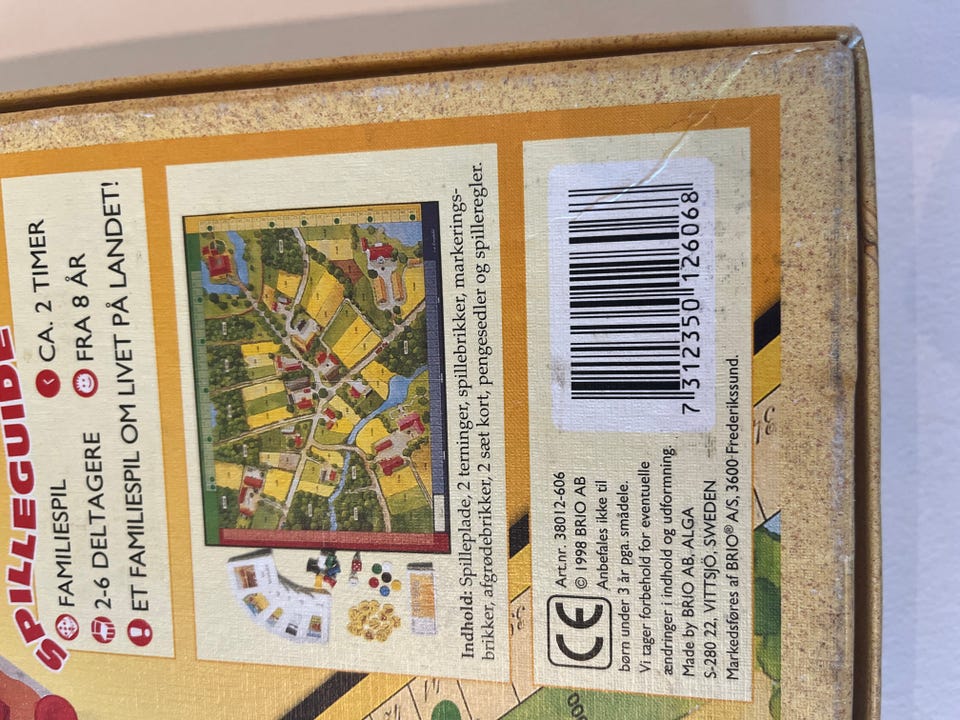 SPILLEGUIDE
FAMILIESPIL
CA. 2 TIMER
2-6 DELTAGERE
FRA 8 ÅR
ET FAMILIESPIL OM LIVET PÅ LANDET!
Indhold: Spilleplade, 2 terninger, spillebrikker, markerings-
brikker, afgrødebrikker, 2 sæt kort, pengesedler og spilleregler.
CE
Art.nr. 38012-606
© 1998 BRIO AB
Anbefales ikke til
børn under 3 år pga. smådele.
Vi tager forbehold for eventuelle
ændringer i indhold og udformning.
Made by BRIO AB, ALGA
S-280 22, VITTSJÖ, SWEDEN
Markedsføres af BRIO® A/S, 3600 Frederikssund.
7 312350 126068